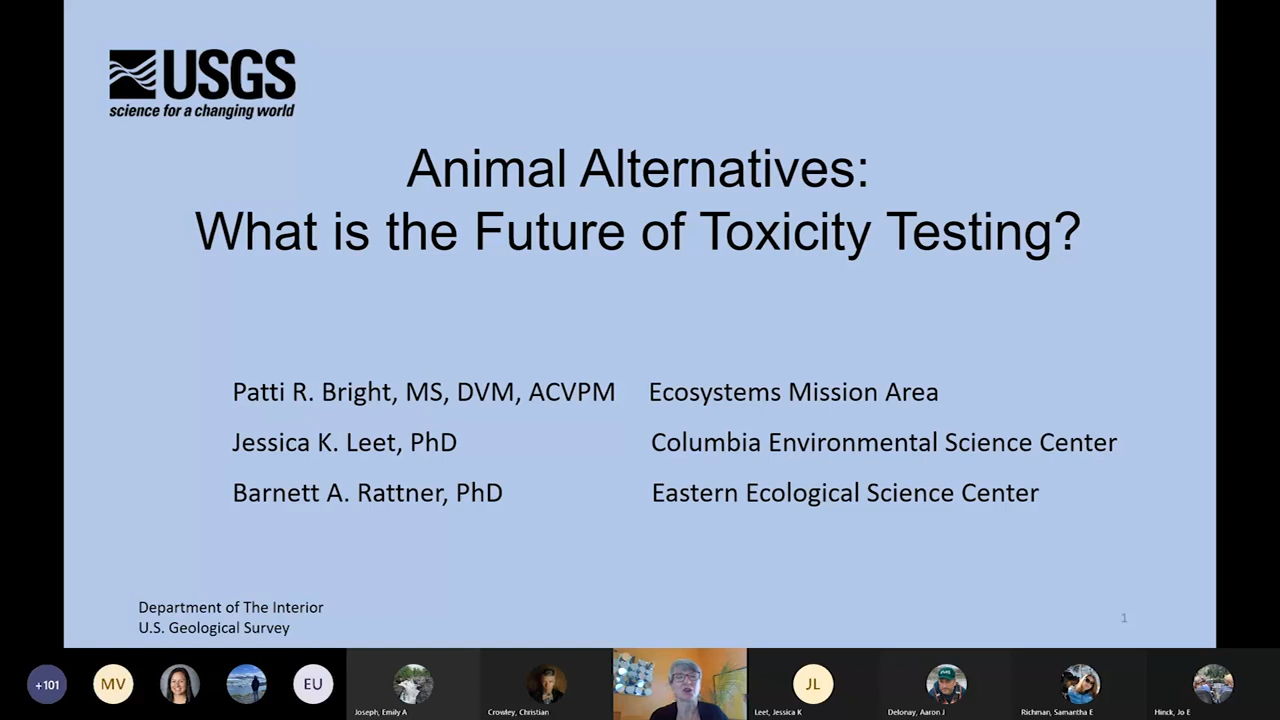 USGS
science for a changing world
Animal Alternatives:
What is the Future of Toxicity Testing?
Patti R. Bright, MS, DVM, ACVPM Ecosystems Mission Area
Jessica K. Leet, PhD Columbia Environmental Science Center
Barnett A. Rattner, PhD Eastern Ecological Science Center
Department of The Interior
U.S. Geological Survey
1
+101 MV EU JL
Joseph, Emily A Crowley, Christian Leet, Jessica K Delonay, Aaron J Richman, Samantha E Hinck, Jo E